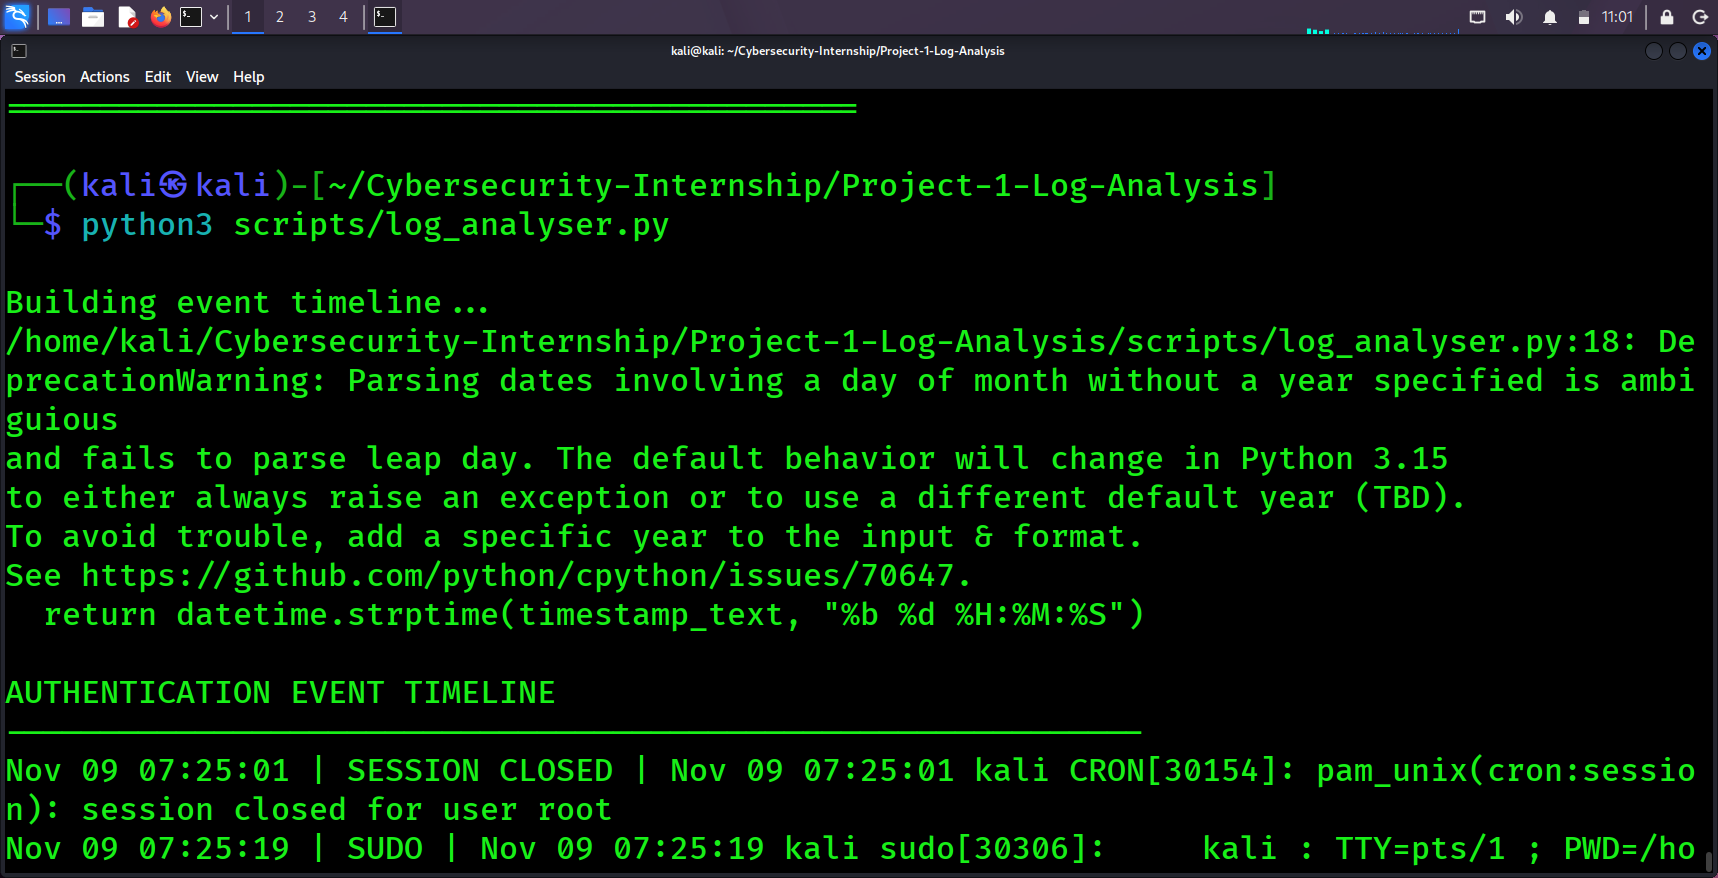 1 2 3 4 11:01
kali@kali: ~/Cybersecurity-Internship/Project-1-Log-Analysis
Session Actions Edit View Help
┌──(kali㉿kali)-[~/Cybersecurity-Internship/Project-1-Log-Analysis]
└─$ python3 scripts/log_analyser.py
Building event timeline...
/home/kali/Cybersecurity-Internship/Project-1-Log-Analysis/scripts/log_analyser.py:18: De
precationWarning: Parsing dates involving a day of month without a year specified is ambi
guious
and fails to parse leap day. The default behavior will change in Python 3.15
to either always raise an exception or to use a different default year (TBD).
To avoid trouble, add a specific year to the input & format.
See https://github.com/python/cpython/issues/70647.
return datetime.strptime(timestamp_text, "%b %d %H:%M:%S")
AUTHENTICATION EVENT TIMELINE
Nov 09 07:25:01 | SESSION CLOSED | Nov 09 07:25:01 kali CRON[30154]: pam_unix(cron:sessio
n): session closed for user root
Nov 09 07:25:19 | SUDO | Nov 09 07:25:19 kali sudo[30306]:     kali : TTY=pts/1 ; PWD=/ho